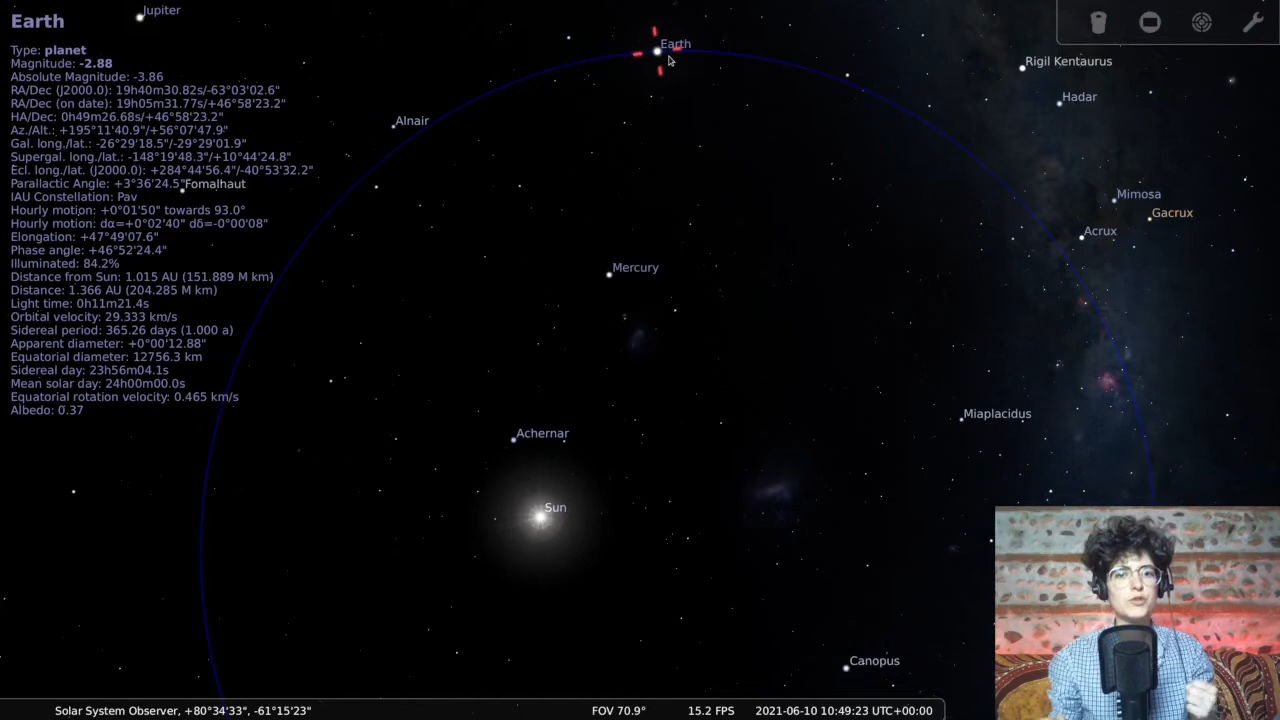 Earth
Type: planet
Magnitude: -2.88
Absolute Magnitude: -3.86
RA/Dec (J2000.0): 19h40m30.82s/-63°03'02.6"
RA/Dec (on date): 19h05m31.77s/+46°58'23.2"
HA/Dec: 0h49m26.68s/+46°58'23.2"
Az./Alt.: +195°11'40.9"/+56°07'47.9"
Gal. long./lat.: -26°29'18.5"/-29°29'01.9"
Supergal. long./lat.: -148°19'48.3"/+10°44'24.8"
Ecl. long./lat. (J2000.0): +284°44'56.4"/-40°53'32.2"
Parallactic Angle: +3°36'24.5"
IAU Constellation: Pav
Hourly motion: +0°01'50" towards 93.0°
Hourly motion: dα=+0°02'40" dδ=-0°00'08"
Elongation: +47°49'07.6"
Phase angle: +46°52'24.4"
Illuminated: 84.2%
Distance from Sun: 1.015 AU (151.889 M km)
Distance: 1.366 AU (204.285 M km)
Light time: 0h11m21.4s
Orbital velocity: 29.333 km/s
Sidereal period: 365.26 days (1.000 a)
Apparent diameter: +0°00'12.88"
Equatorial diameter: 12756.3 km
Sidereal day: 23h56m04.1s
Mean solar day: 24h00m00.0s
Equatorial rotation velocity: 0.465 km/s
Albedo: 0.37
Jupiter
Earth
Rigil Kentaurus
Hadar
Alnair
Fomalhaut
Mimosa
Gacrux
Acrux
Mercury
Miaplacidus
Achernar
Sun
Canopus
Solar System Observer, +80°34'33", -61°15'23"
FOV 70.9°
15.2 FPS
2021-06-10 10:49:23 UTC+00:00